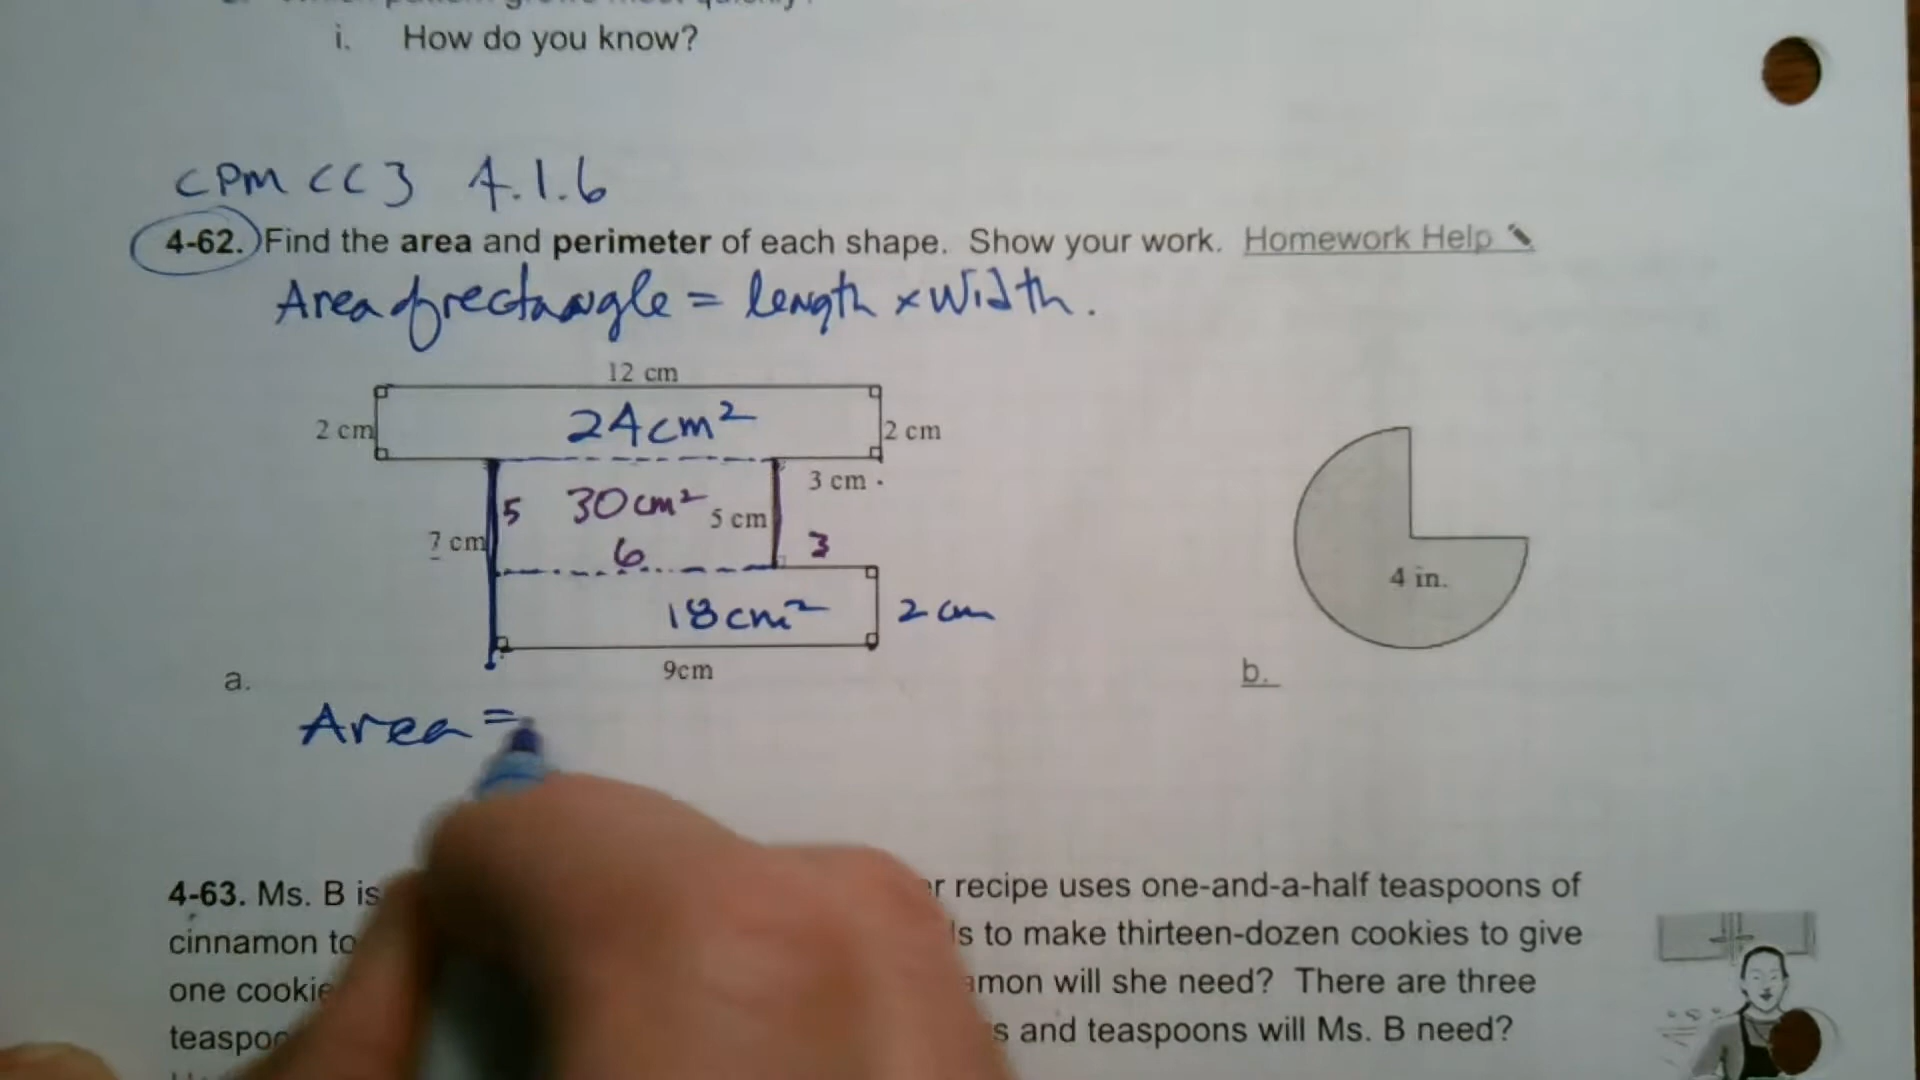 i. How do you know?
CPM CC3 4.1.6
4-62. Find the area and perimeter of each shape. Show your work. Homework Help
Area of rectangle = length x Width.
12 cm
2 cm
24cm²
2 cm
3 cm
5
30cm²
5 cm
7 cm
6
3
18cm²
2 cm
9cm
a.
4 in.
b.
Area =
4-63. Ms. B is recipe uses one-and-a-half teaspoons of
cinnamon to make thirteen-dozen cookies to give
one cookie will she need? There are three
and teaspoons will Ms. B need?